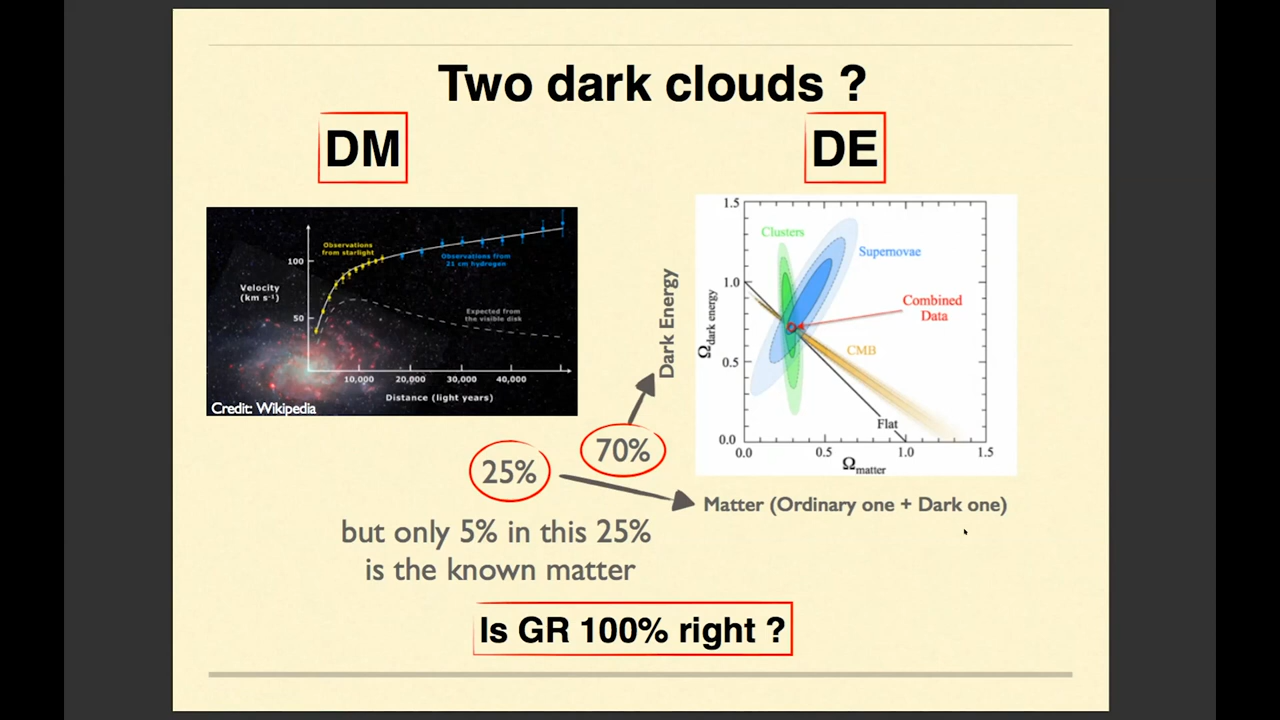 Two dark clouds ?
DM
DE
Observations
from starlight
Observations from
21 cm hydrogen
100
Velocity
(km s⁻¹)
50
Expected from
the visible disk
10,000
20,000
30,000
40,000
Distance (light years)
Credit: Wikipedia
Dark Energy
1.5
1.0
0.5
0.0
Ωdark energy
Clusters
Supernovae
Combined
Data
CMB
Flat
0.0
0.5
1.0
1.5
Ωmatter
70%
25%
Matter (Ordinary one + Dark one)
but only 5% in this 25%
is the known matter
Is GR 100% right ?